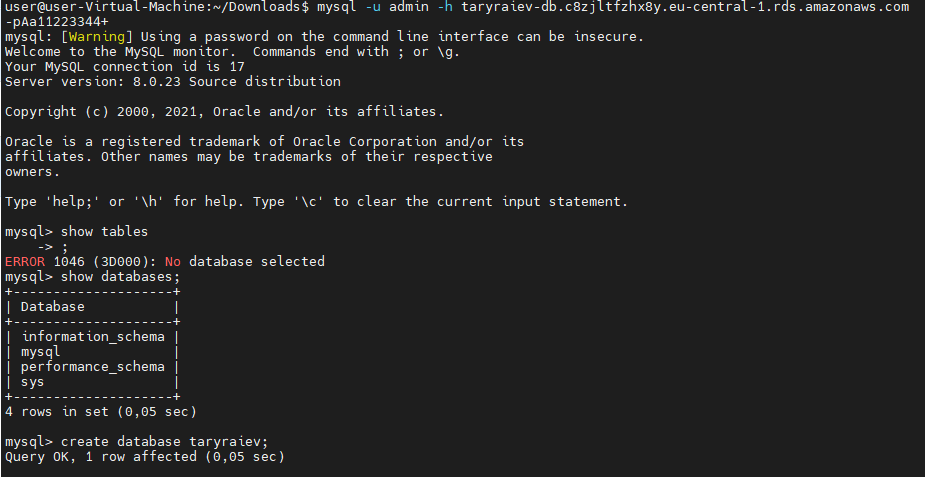 user@user-Virtual-Machine:~/Downloads$ mysql -u admin -h taryraiev-db.c8zjltfzhx8y.eu-central-1.rds.amazonaws.com
-pAa11223344+
mysql: [Warning] Using a password on the command line interface can be insecure.
Welcome to the MySQL monitor.  Commands end with ; or \g.
Your MySQL connection id is 17
Server version: 8.0.23 Source distribution

Copyright (c) 2000, 2021, Oracle and/or its affiliates.

Oracle is a registered trademark of Oracle Corporation and/or its
affiliates. Other names may be trademarks of their respective
owners.

Type 'help;' or '\h' for help. Type '\c' to clear the current input statement.

mysql> show tables
    -> ;
ERROR 1046 (3D000): No database selected
mysql> show databases;
+--------------------+
| Database           |
+--------------------+
| information_schema |
| mysql              |
| performance_schema |
| sys                |
+--------------------+
4 rows in set (0,05 sec)

mysql> create database taryraiev;
Query OK, 1 row affected (0,05 sec)